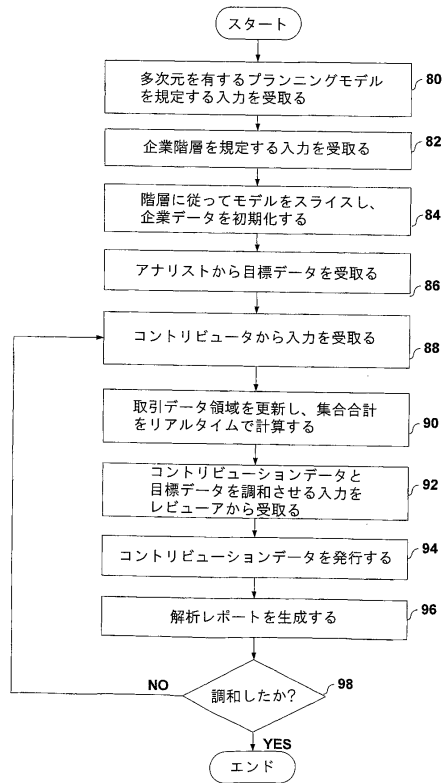 スタート
多次元を有するプランニングモデル
を規定する入力を受取る
80
企業階層を規定する入力を受取る
82
階層に従ってモデルをスライスし、
企業データを初期化する
84
アナリストから目標データを受取る
86
コントリビュータから入力を受取る
88
取引データ領域を更新し、集合合計
をリアルタイムで計算する
90
コントリビューションデータと
目標データを調和させる入力を
レビューアから受取る
92
コントリビューションデータを発行する
94
解析レポートを生成する
96
調和したか?
98
NO
YES
エンド